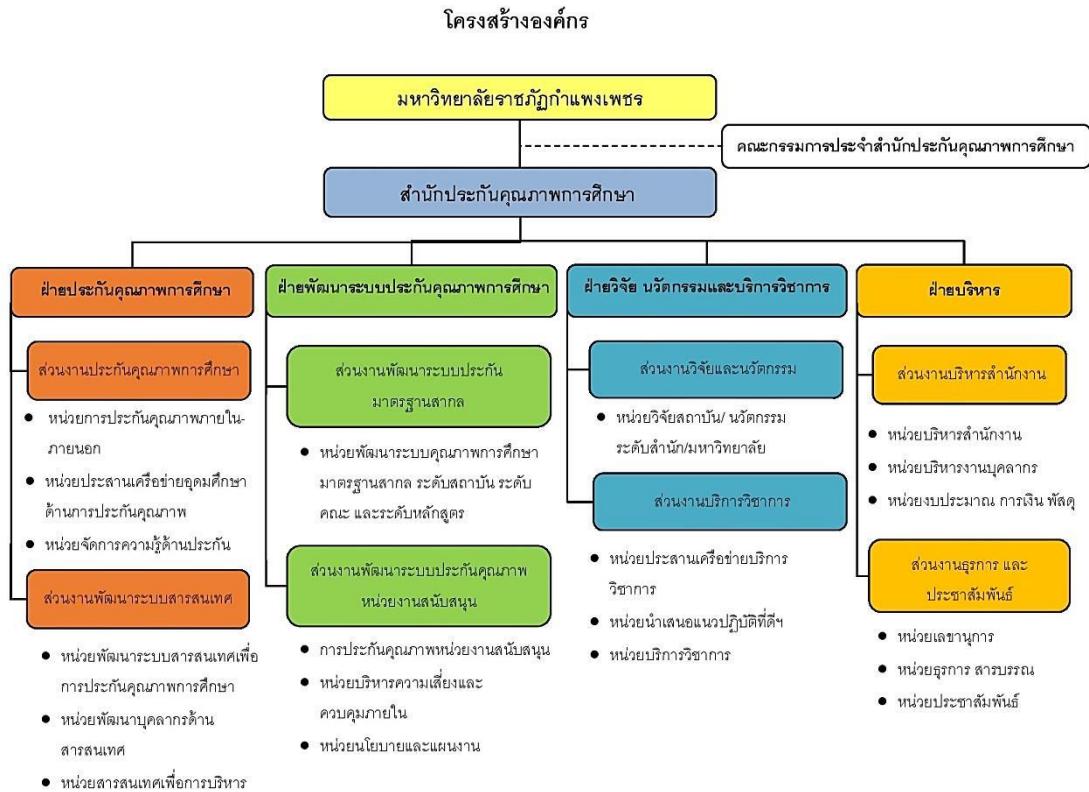 โครงสร้างองค์กร
มหาวิทยาลัยราชภัฏกำแพงเพชร
คณะกรรมการประจำสำนักประกันคุณภาพการศึกษา
สำนักประกันคุณภาพการศึกษา
ฝ่ายประกันคุณภาพการศึกษา
ส่วนงานประกันคุณภาพการศึกษา
• หน่วยการประกันคุณภาพภายใน-
ภายนอก
• หน่วยประสานเครือข่ายอุดมศึกษา
ด้านการประกันคุณภาพ
• หน่วยจัดการความรู้ด้านประกัน
ส่วนงานพัฒนาระบบสารสนเทศ
• หน่วยพัฒนาระบบสารสนเทศเพื่อ
การประกันคุณภาพการศึกษา
• หน่วยพัฒนาบุคลากรด้าน
สารสนเทศ
• หน่วยสารสนเทศเพื่อการบริหาร
ฝ่ายพัฒนาระบบประกันคุณภาพการศึกษา
ส่วนงานพัฒนาระบบประกัน
มาตรฐานสากล
• หน่วยพัฒนาระบบคุณภาพการศึกษา
มาตรฐานสากล ระดับสถาบัน ระดับ
คณะ และระดับหลักสูตร
ส่วนงานพัฒนาระบบประกันคุณภาพ
หน่วยงานสนับสนุน
• การประกันคุณภาพหน่วยงานสนับสนุน
• หน่วยบริหารความเสี่ยงและ
ควบคุมภายใน
• หน่วยนโยบายและแผนงาน
ฝ่ายวิจัย นวัตกรรมและบริการวิชาการ
ส่วนงานวิจัยและนวัตกรรม
• หน่วยวิจัยสถาบัน/ นวัตกรรม
ระดับสำนัก/มหาวิทยาลัย
ส่วนงานบริการวิชาการ
• หน่วยประสานเครือข่ายบริการ
วิชาการ
• หน่วยนำเสนอแนวปฏิบัติที่ดีฯ
• หน่วยบริการวิชาการ
ฝ่ายบริหาร
ส่วนงานบริหารสำนักงาน
• หน่วยบริหารสำนักงาน
• หน่วยบริหารงานบุคลากร
• หน่วยงบประมาณ การเงิน พัสดุ
ส่วนงานธุรการ และ
ประชาสัมพันธ์
• หน่วยเลขานุการ
• หน่วยธุรการ สารบรรณ
• หน่วยประชาสัมพันธ์